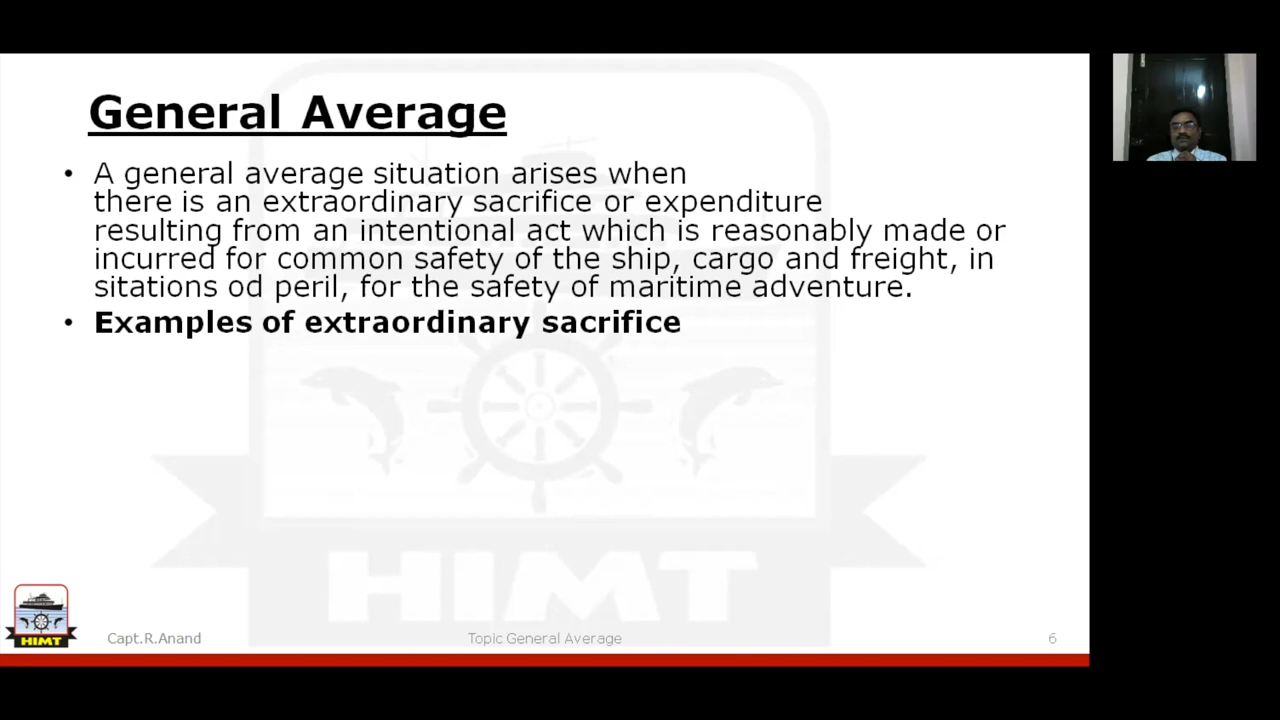 General Average
• A general average situation arises when
there is an extraordinary sacrifice or expenditure
resulting from an intentional act which is reasonably made or
incurred for common safety of the ship, cargo and freight, in
sitations od peril, for the safety of maritime adventure.
• Examples of extraordinary sacrifice
HIMT
HIMT
Capt.R.Anand
Topic General Average
6